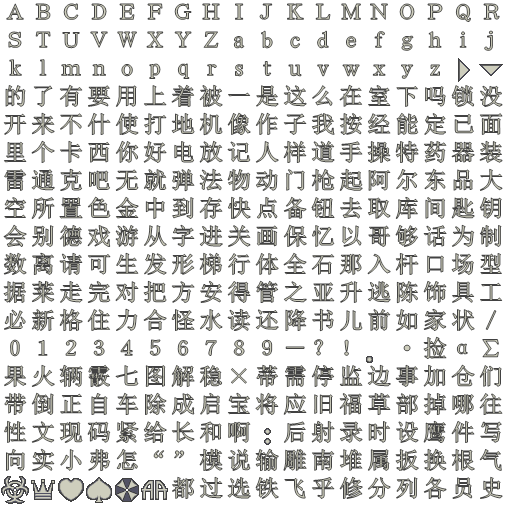 A B C D E F G H I J K L M N O P Q R
S T U V W X Y Z a b c d e f g h i j
k l m n o p q r s t u v w x y z
的了有要用上着被一是这么在室下吗锁没
开来不什使打地机像作子我按经能定已面
里个卡西你好电放记人样道手操特药器装
雷通克吧无就弹法物动门枪起阿尔东品大
空所置色金中到存快点备钮去取库间匙钥
会别德戏游从字进关画保忆以哥够话为制
数离请可生发形梯行体全石那入杆口场型
据莱走完对把方安得管之亚升逃陈饰具工
必新格住力合怪水读还降书儿前如家状/
0 1 2 3 4 5 6 7 8 9 — ? ! . · 捡 α Σ
果火辆霰七图解稳×蒂需停监边事加仓们
带倒正自车除成启宝将应旧福草部掉哪往
性文现码紧给长和啊:后射录时设鹰件写
向实小弗怎“”模说输雕南堆属扳换根气
都过选铁飞乎修分列各员史